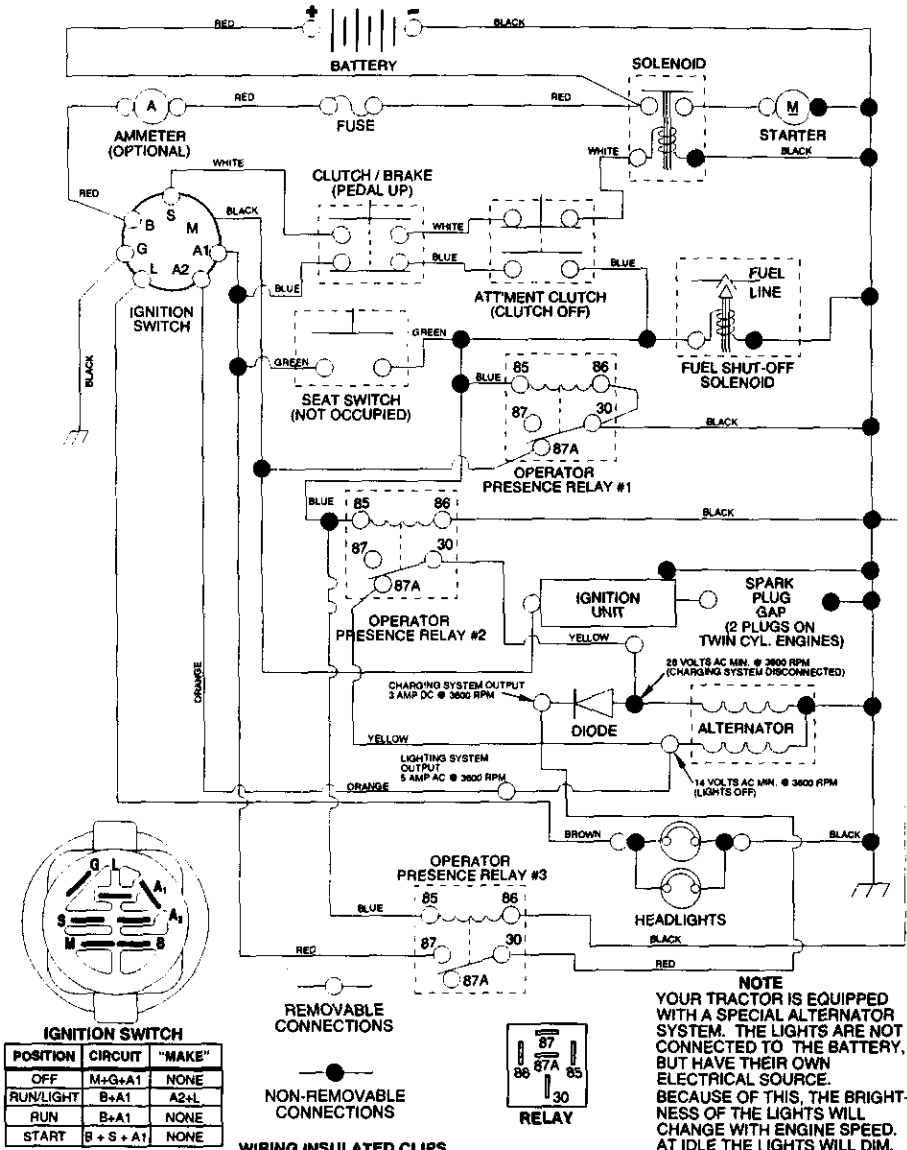 +
-
RED
BLACK
BATTERY
SOLENOID
A
RED
RED
M
AMMETER
(OPTIONAL)
FUSE
STARTER
WHITE
BLACK
WHITE
CLUTCH / BRAKE
(PEDAL UP)
RED
BLACK
S
B
M
G
A1
L
A2
WHITE
BLUE
BLUE
BLUE
IGNITION
SWITCH
ATT'MENT CLUTCH
(CLUTCH OFF)
FUEL
LINE
BLACK
GREEN
GREEN
SEAT SWITCH
(NOT OCCUPIED)
FUEL SHUT-OFF
SOLENOID
BLUE
85
86
87
30
87A
BLACK
OPERATOR
PRESENCE RELAY #1
BLUE
85
86
BLACK
87
30
87A
OPERATOR
PRESENCE RELAY #2
IGNITION
UNIT
SPARK
PLUG
GAP
(2 PLUGS ON
TWIN CYL. ENGINES)
YELLOW
ORANGE
28 VOLTS AC MIN. @ 3600 RPM
(CHARGING SYSTEM DISCONNECTED)
CHARGING SYSTEM OUTPUT
3 AMP DC @ 3600 RPM
DIODE
ALTERNATOR
YELLOW
LIGHTING SYSTEM
OUTPUT
5 AMP AC @ 3600 RPM
ORANGE
14 VOLTS AC MIN. @ 3600 RPM
(LIGHTS OFF)
BROWN
BLACK
HEADLIGHTS
OPERATOR
PRESENCE RELAY #3
BLUE
85
86
BLACK
RED
87
30
87A
RED
G
L
A1
A2
S
M
B
IGNITION SWITCH
POSITION CIRCUIT "MAKE"
OFF M+G+A1 NONE
RUN/LIGHT B+A1 A2+L
RUN B+A1 NONE
START B + S + A1 NONE
REMOVABLE
CONNECTIONS
NON-REMOVABLE
CONNECTIONS
WIRING INSULATED CLIPS
87
86 87A 85
30
RELAY
NOTE
YOUR TRACTOR IS EQUIPPED
WITH A SPECIAL ALTERNATOR
SYSTEM. THE LIGHTS ARE NOT
CONNECTED TO THE BATTERY,
BUT HAVE THEIR OWN
ELECTRICAL SOURCE.
BECAUSE OF THIS, THE BRIGHT-
NESS OF THE LIGHTS WILL
CHANGE WITH ENGINE SPEED.
AT IDLE THE LIGHTS WILL DIM.